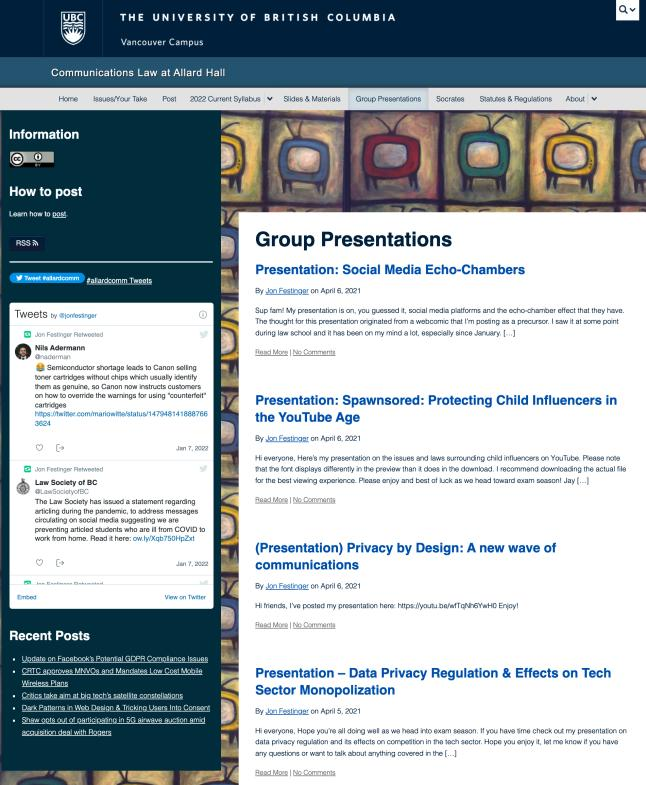 UBC
THE UNIVERSITY OF BRITISH COLUMBIA
Vancouver Campus
Communications Law at Allard Hall
Home Issues/Your Take Post 2022 Current Syllabus Slides & Materials Group Presentations Socrates Statutes & Regulations About
Information
CC BY
How to post
Learn how to post.
RSS
Tweet #allardcomm #allardcomm Tweets
Tweets by @jonfestinger
Jon Festinger Retweeted
Nils Adermann
@naderman
😂 Semiconductor shortage leads to Canon selling
toner cartridges without chips which usually identify
them as genuine, so Canon now instructs customers
on how to override the warnings for using "counterfeit"
cartridges
https://twitter.com/mariowitte/status/147948141888766
3624
Jan 7, 2022
Jon Festinger Retweeted
Law Society of BC
@LawSocietyofBC
The Law Society has issued a statement regarding
articling during the pandemic, to address messages
circulating on social media suggesting we are
preventing articled students who are ill from COVID to
work from home. Read it here: ow.ly/Xqb750HpZxt
Jan 7, 2022
Jon Festinger Retweeted
Embed View on Twitter
Recent Posts
Update on Facebook's Potential GDPR Compliance Issues
CRTC approves MNVOs and Mandates Low Cost Mobile
Wireless Plans
Critics take aim at big tech's satellite constellations
Dark Patterns in Web Design & Tricking Users Into Consent
Shaw opts out of participating in 5G airwave auction amid
acquisition deal with Rogers
Group Presentations
Presentation: Social Media Echo-Chambers
By Jon Festinger on April 6, 2021
Sup fam! My presentation is on, you guessed it, social media platforms and the echo-chamber effect that they have.
The thought for this presentation originated from a webcomic that I'm posting as a precursor. I saw it at some point
during law school and it has been on my mind a lot, especially since January. […]
Read More | No Comments
Presentation: Spawnsored: Protecting Child Influencers in
the YouTube Age
By Jon Festinger on April 6, 2021
Hi everyone, Here's my presentation on the issues and laws surrounding child influencers on YouTube. Please note
that the font displays differently in the preview than it does in the download. I recommend downloading the actual file
for the best viewing experience. Please enjoy and best of luck as we head toward exam season! Jay […]
Read More | No Comments
(Presentation) Privacy by Design: A new wave of
communications
By Jon Festinger on April 6, 2021
Hi friends, I've posted my presentation here: https://youtu.be/wfTqNh6YwH0 Enjoy!
Read More | No Comments
Presentation – Data Privacy Regulation & Effects on Tech
Sector Monopolization
By Jon Festinger on April 5, 2021
Hi everyone, Hope you're all doing well as we head into exam season. If you have time check out my presentation on
data privacy regulation and its effects on competition in the tech sector. Hope you enjoy it, let me know if you have
any questions or want to talk about anything covered in the […]
Read More | No Comments